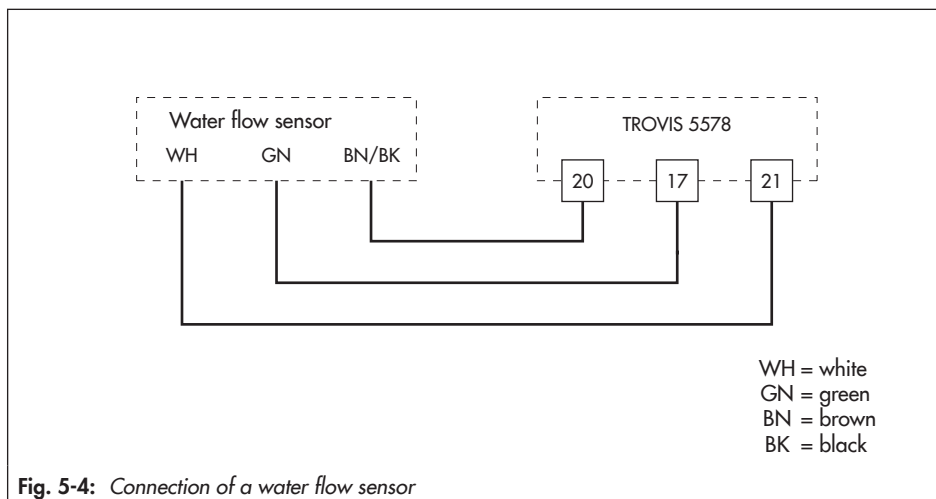 Water flow sensor
WH GN BN/BK
TROVIS 5578
20 17 21
WH = white
GN = green
BN = brown
BK = black
Fig. 5-4: Connection of a water flow sensor